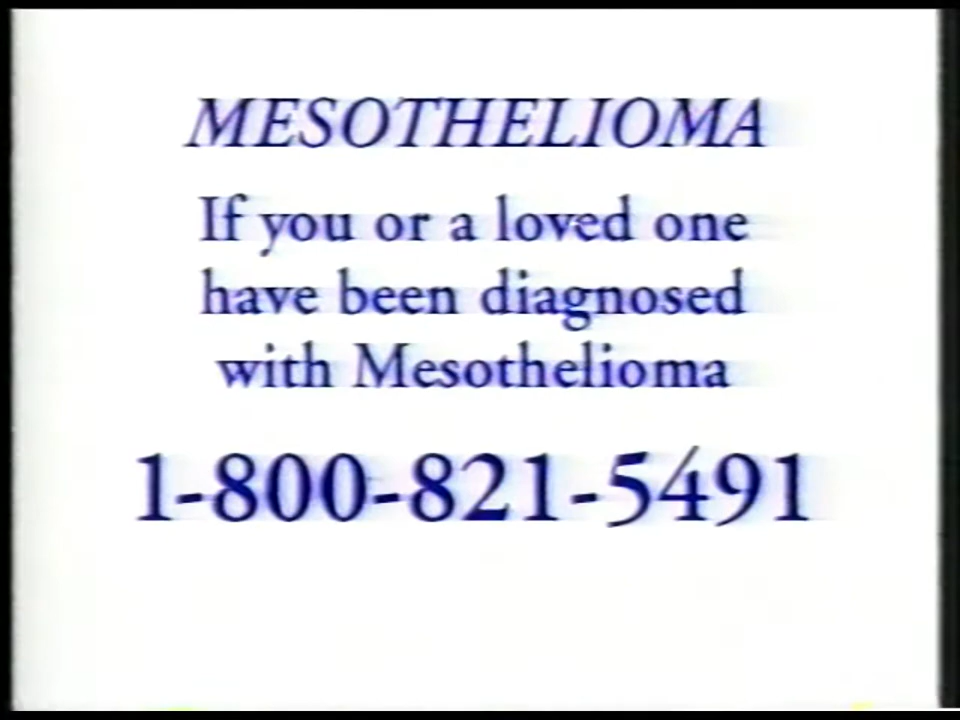 MESOTHELIOMA
If you or a loved one
have been diagnosed
with Mesothelioma
1-800-821-5491